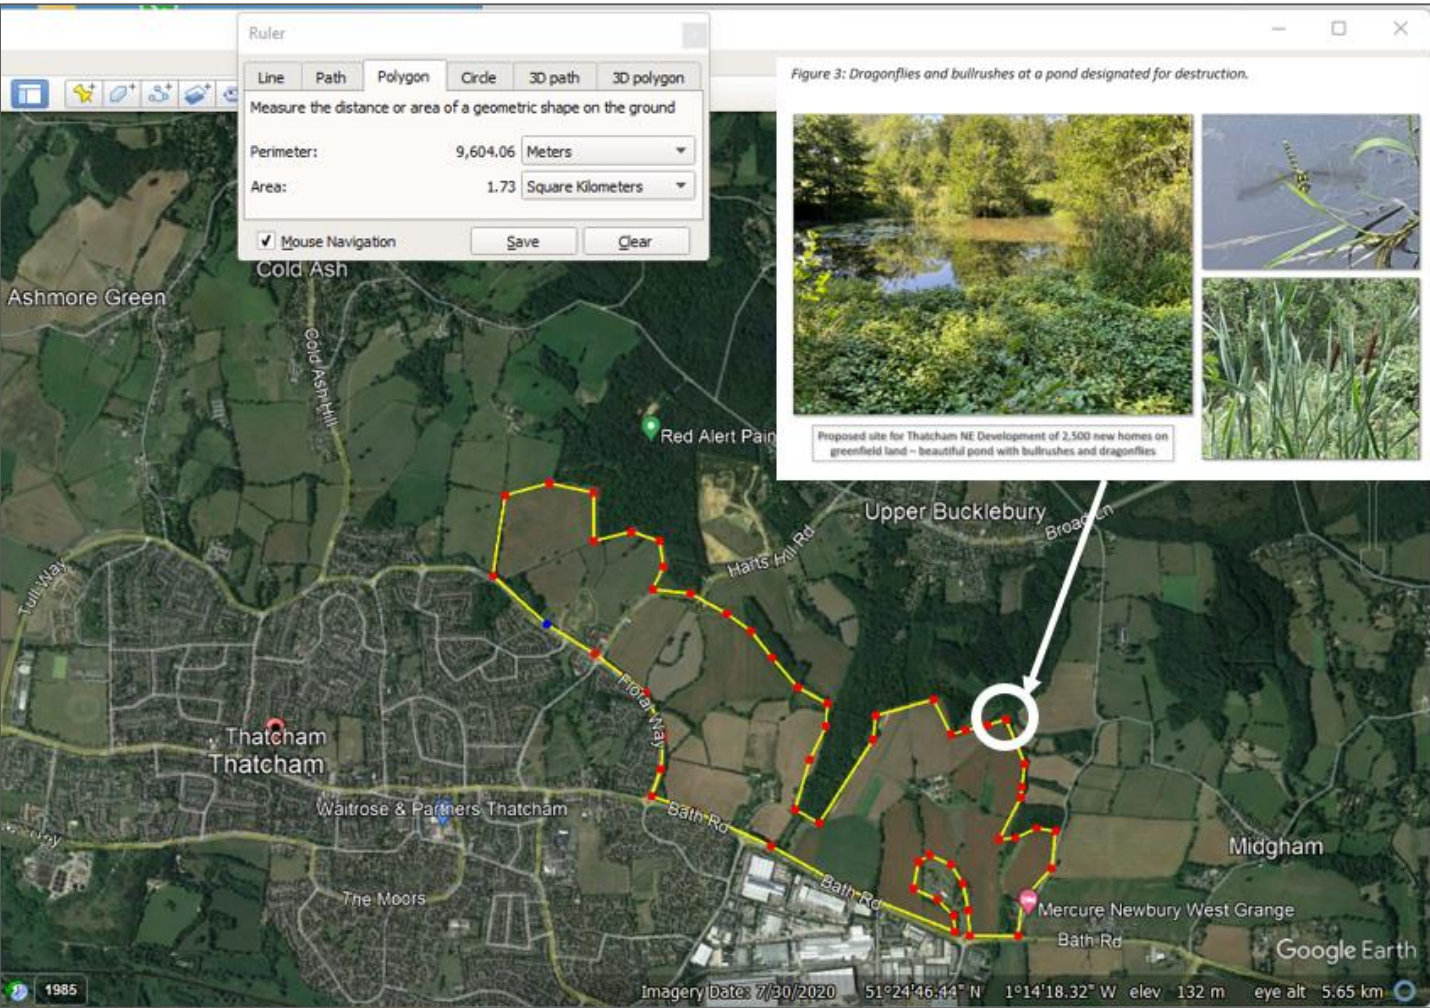 Ruler
Line Path Polygon Circle 3D path 3D polygon
Measure the distance or area of a geometric shape on the ground
Perimeter: 9,604.06 Meters
Area: 1.73 Square Kilometers
Mouse Navigation Save Clear
Figure 3: Dragonflies and bullrushes at a pond designated for destruction.
Proposed site for Thatcham NE Development of 2,500 new homes on
greenfield land – beautiful pond with bullrushes and dragonflies
Cold Ash
Ashmore Green
Cold Ash Hill
Red Alert Pain
Upper Bucklebury
Broad Ln
Harts Hill Rd
Tull Way
Floral Way
Thatcham
Thatcham
Waitrose & Partners Thatcham
Bath Rd
Midgham
Bath Rd
The Moors
Mercure Newbury West Grange
Bath Rd
Google Earth
1985
Imagery Date: 7/30/2020 51°24'46.44" N 1°14'18.32" W elev 132 m eye alt 5.65 km